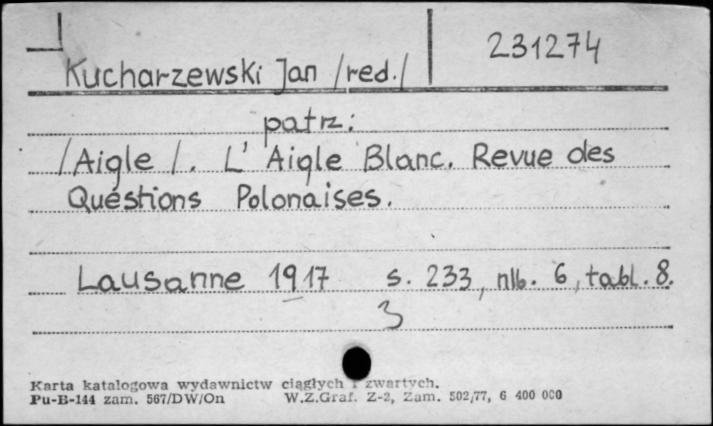 231274
Kucharzewski Jan /red./
patrz:
/Aigle/. L'Aigle Blanc. Revue des
Questions Polonaises.
Lausanne 1917 s. 233, nlb. 6, tabl. 8.
3
Karta katalogowa wydawnictw ciągłych i zwartych.
Pu-B-144 zam. 567/DW/On W.Z.Graf. Z-2, Zam. 502/77, 6 400 000